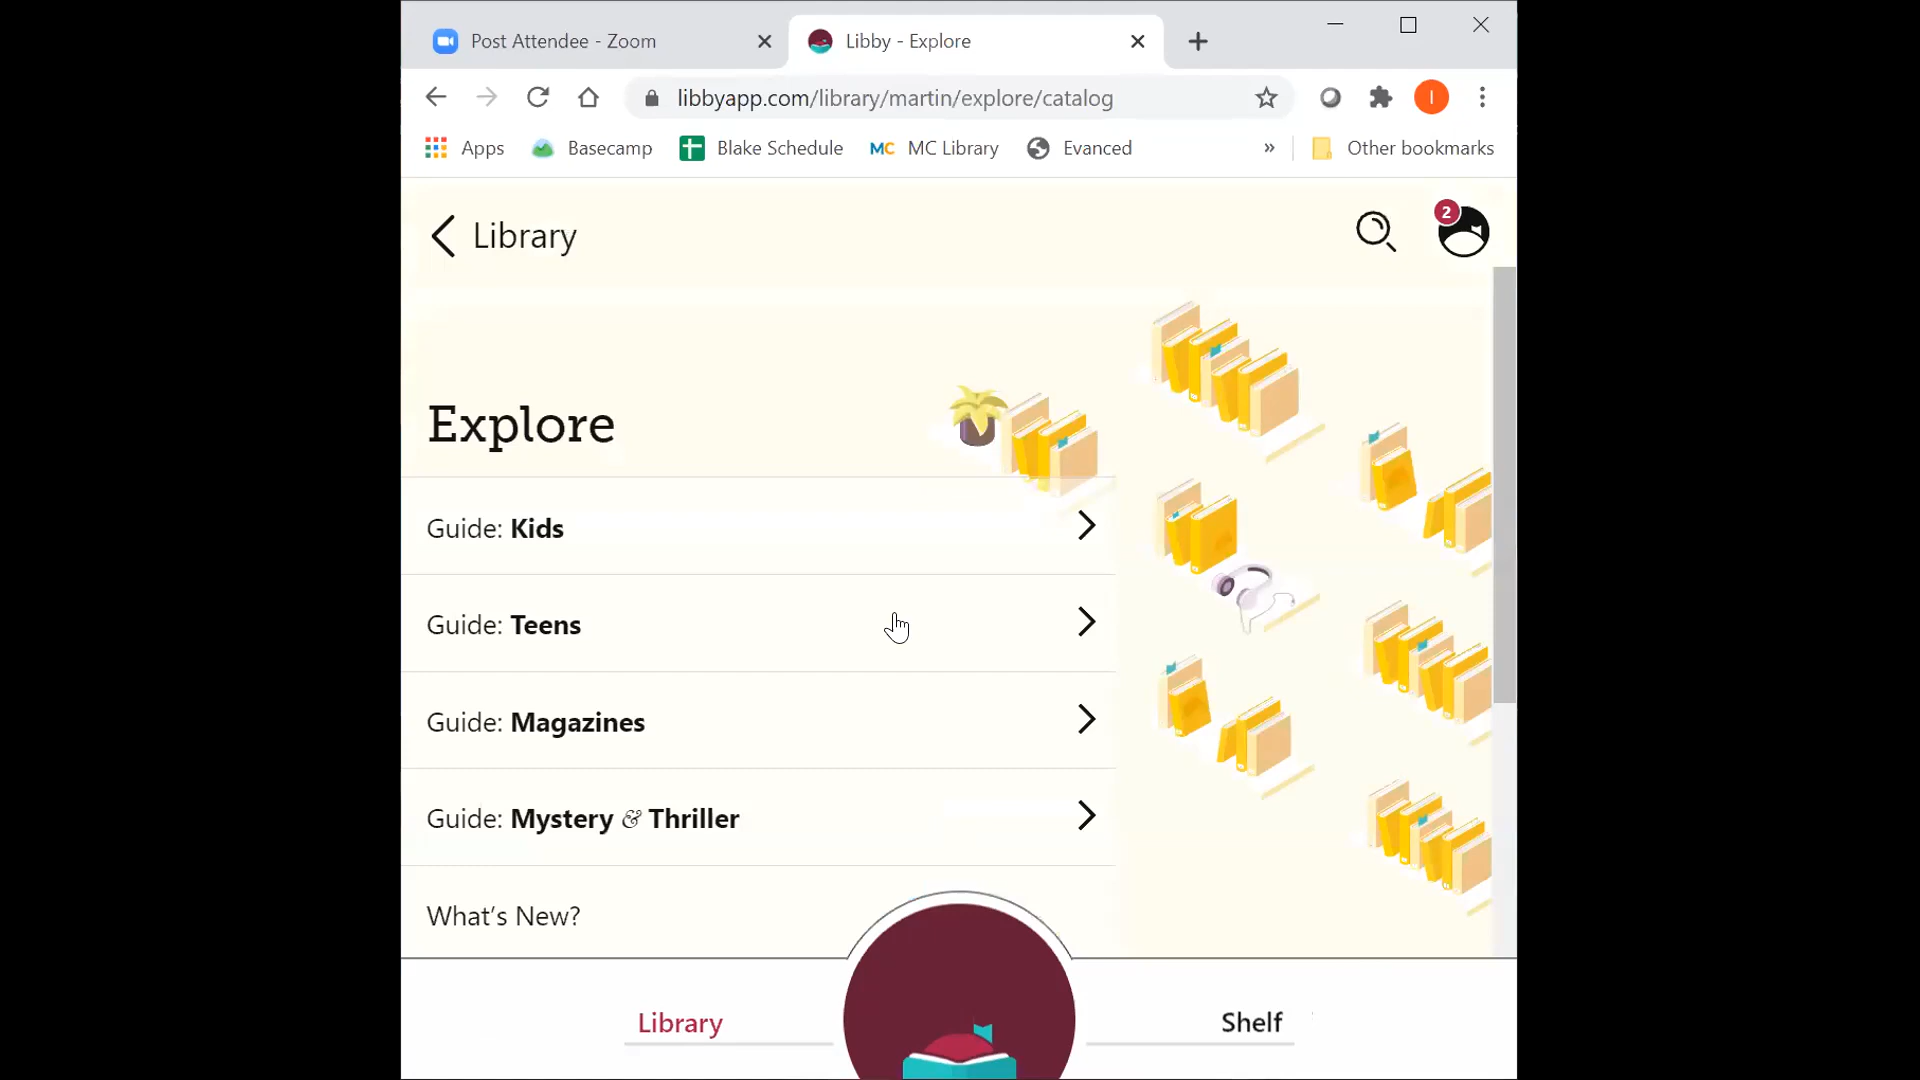 Post Attendee - Zoom
Libby - Explore
libbyapp.com/library/martin/explore/catalog
I
Apps
Basecamp
Blake Schedule
MC MC Library
Evanced
»
Other bookmarks
Library
2
Explore
Guide: Kids
Guide: Teens
Guide: Magazines
Guide: Mystery & Thriller
What's New?
Library
Shelf